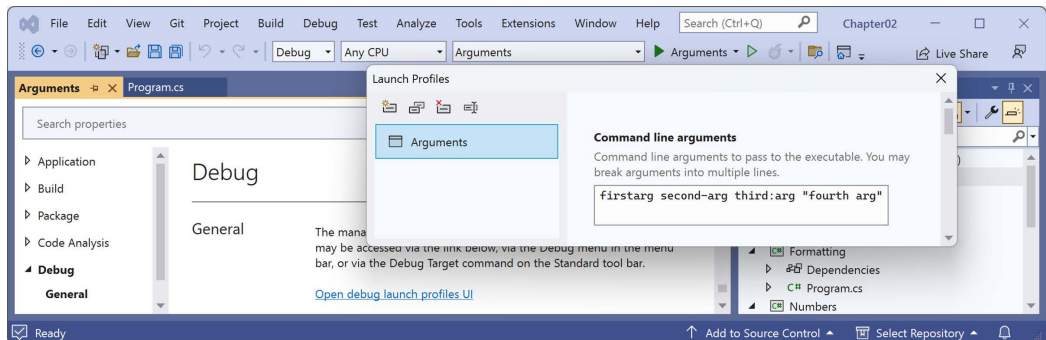 File Edit View Git Project Build Debug Test Analyze Tools Extensions Window Help Search (Ctrl+Q) Chapter02
Debug Any CPU Arguments Arguments Live Share
Arguments Program.cs
Search properties
Application
Build
Package
Code Analysis
Debug
General
Debug
General
The mana
may be accessed via the link below, via the Debug menu in the menu
bar, or via the Debug Target command on the Standard tool bar.
Open debug launch profiles UI
Launch Profiles
Arguments
Command line arguments
Command line arguments to pass to the executable. You may
break arguments into multiple lines.
firstarg second-arg third:arg "fourth arg"
)
C# Formatting
Dependencies
C# Program.cs
C# Numbers
Ready Add to Source Control Select Repository